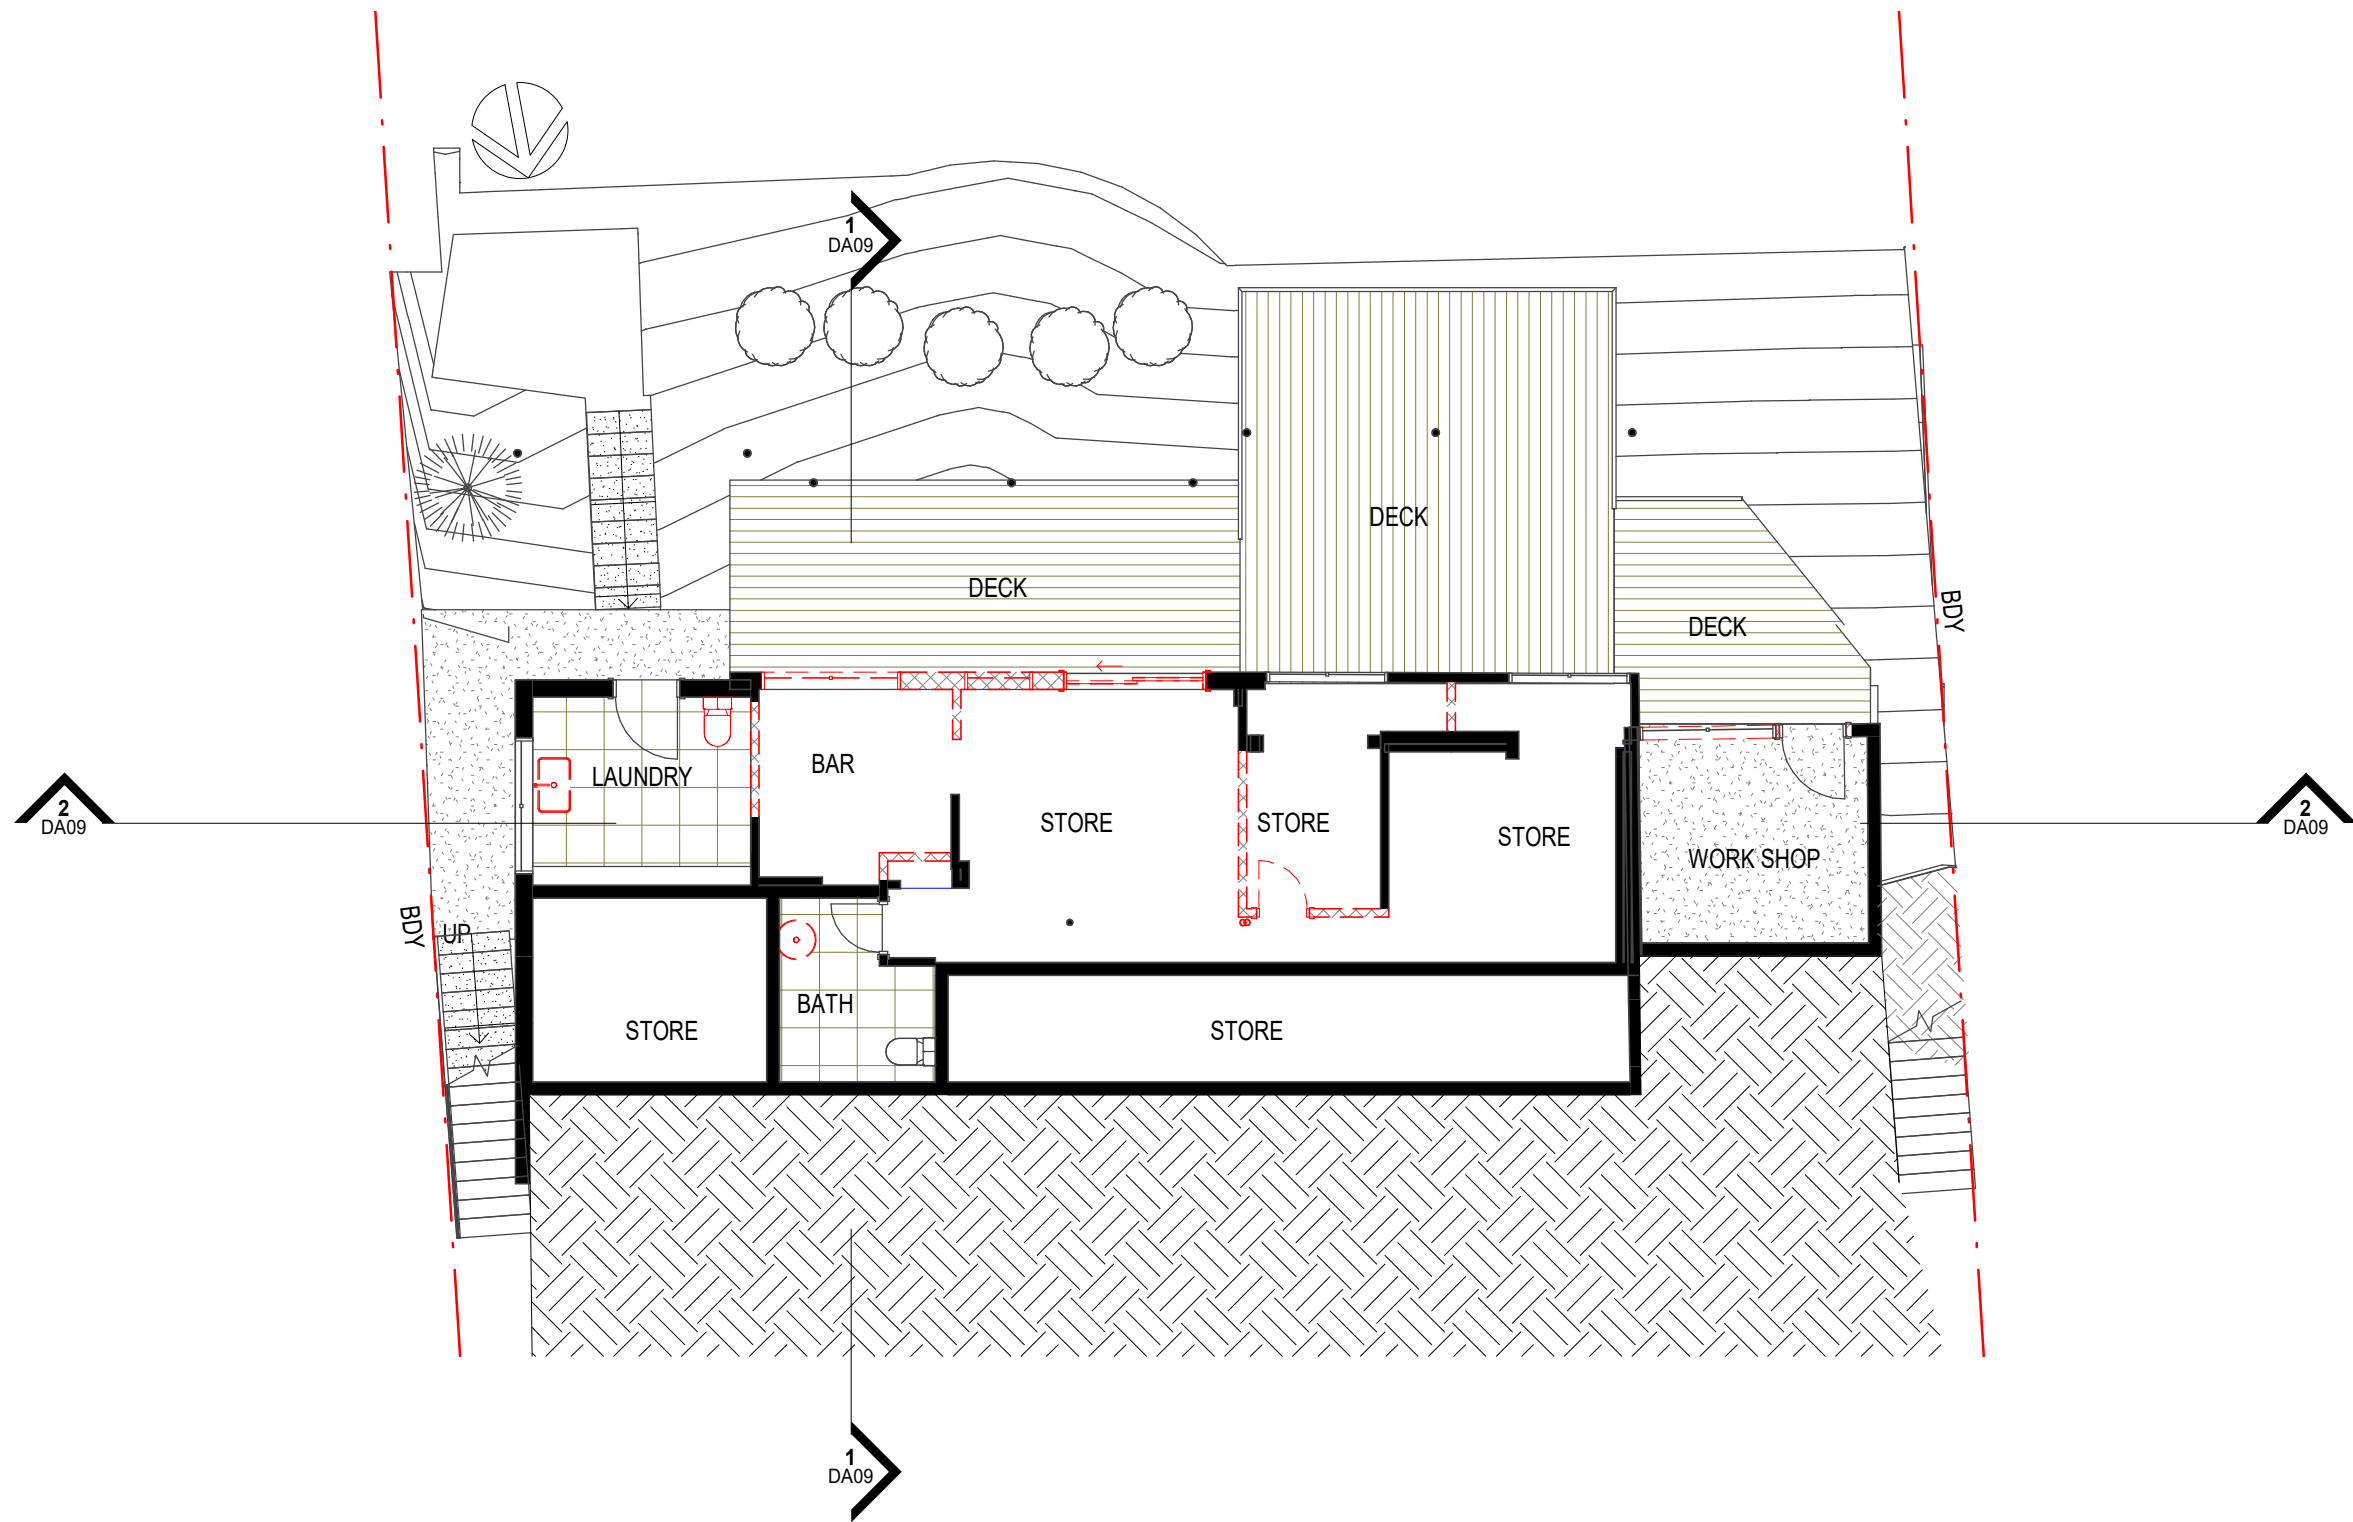 1
DA09
DECK
DECK
DECK
BDY
LAUNDRY
BAR
STORE
STORE
STORE
WORK SHOP
2
DA09
2
DA09
BDY
UP
BATH
STORE
STORE
1
DA09